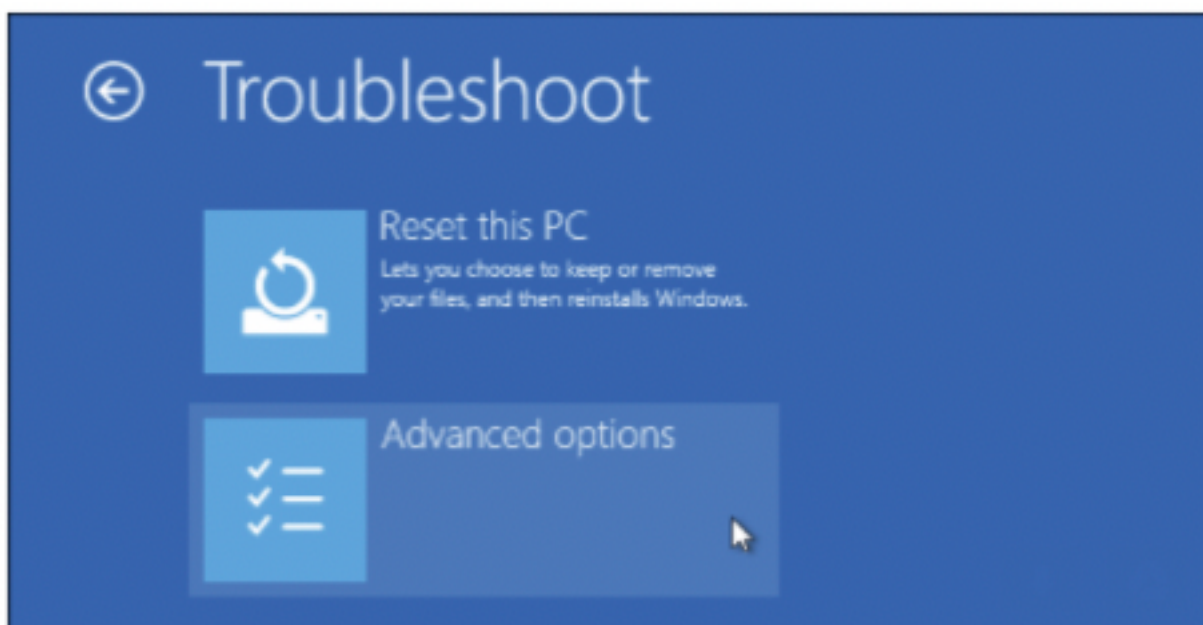 Troubleshoot
Reset this PC
Lets you choose to keep or remove
your files, and then reinstalls Windows.
Advanced options